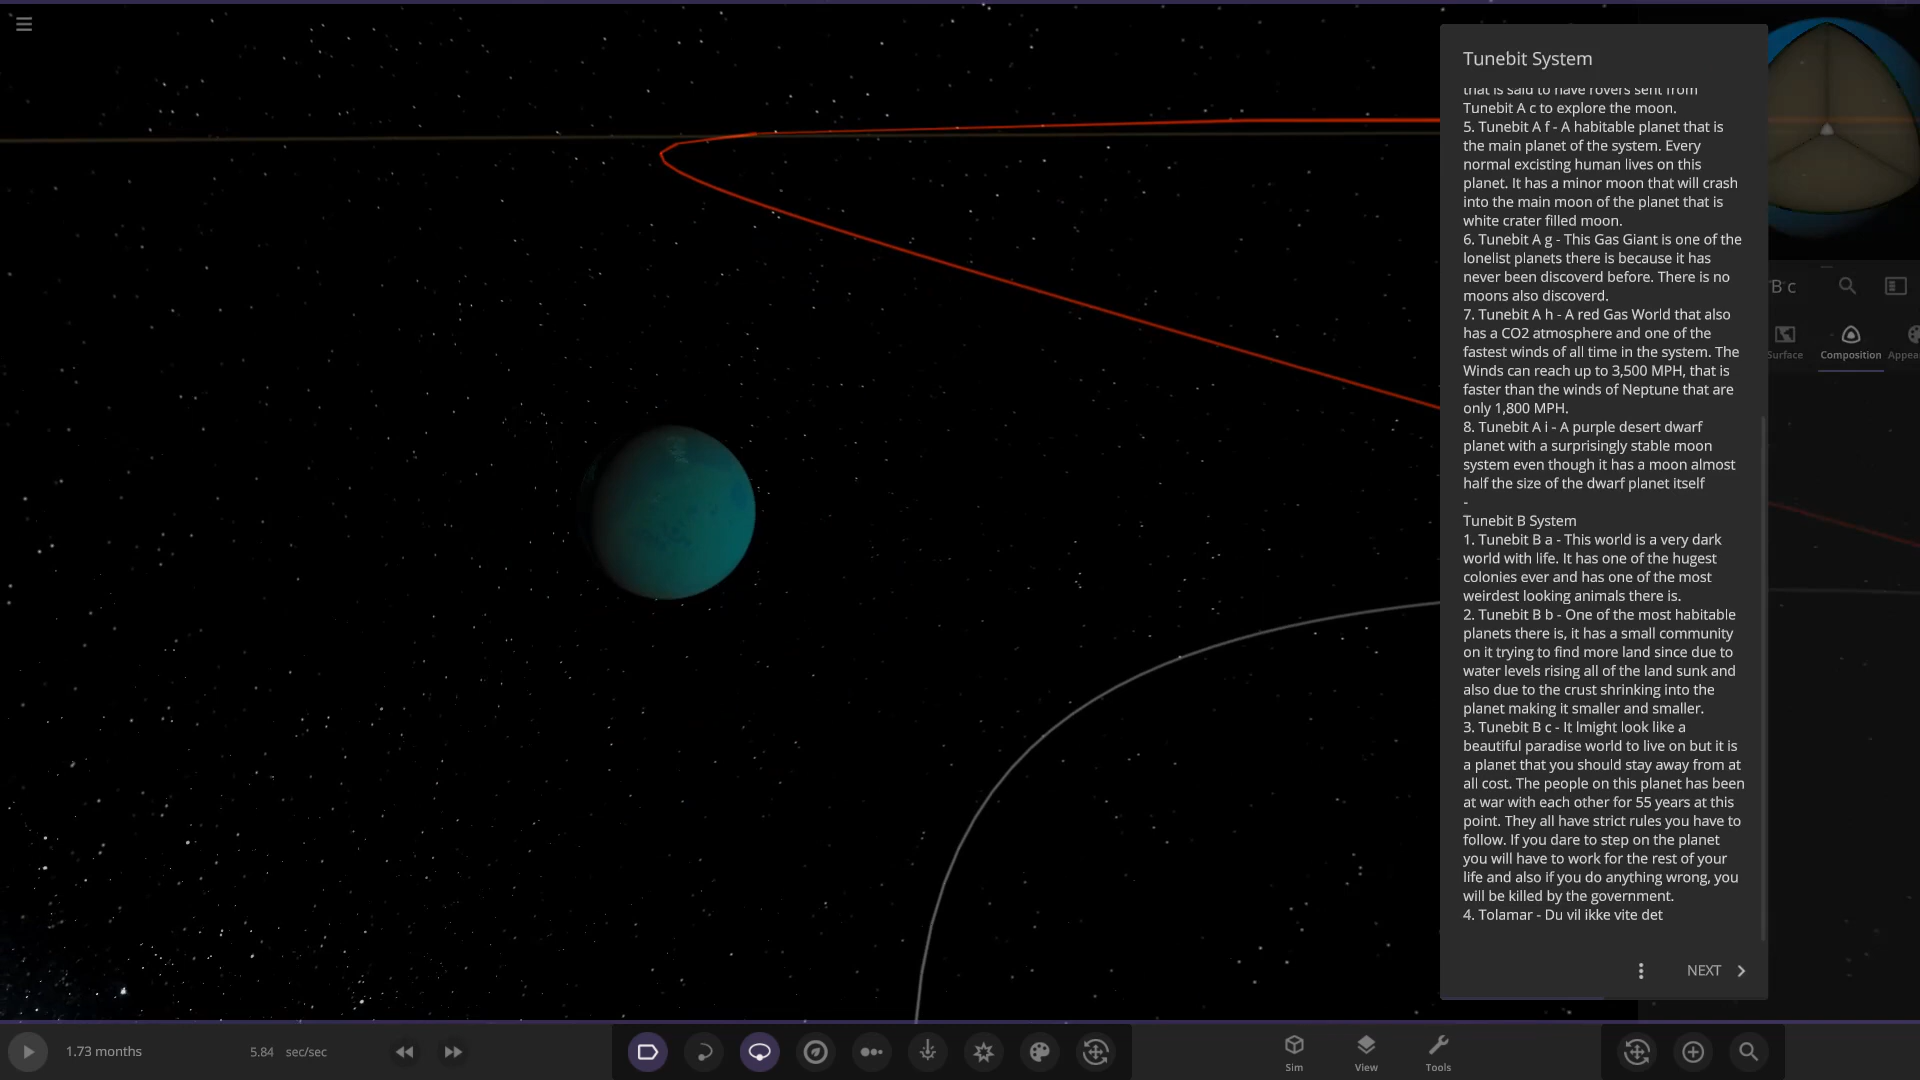 Tunebit System
that is said to have rovers sent from
Tunebit A c to explore the moon.
5. Tunebit A f - A habitable planet that is
the main planet of the system. Every
normal excisting human lives on this
planet. It has a minor moon that will crash
into the main moon of the planet that is
white crater filled moon.
6. Tunebit A g - This Gas Giant is one of the
lonelist planets there is because it has
never been discoverd before. There is no
moons also discoverd.
7. Tunebit A h - A red Gas World that also
has a CO2 atmosphere and one of the
fastest winds of all time in the system. The
Winds can reach up to 3,500 MPH, that is
faster than the winds of Neptune that are
only 1,800 MPH.
8. Tunebit A i - A purple desert dwarf
planet with a surprisingly stable moon
system even though it has a moon almost
half the size of the dwarf planet itself
-
Tunebit B System
1. Tunebit B a - This world is a very dark
world with life. It has one of the hugest
colonies ever and has one of the most
weirdest looking animals there is.
2. Tunebit B b - One of the most habitable
planets there is, it has a small community
on it trying to find more land since due to
water levels rising all of the land sunk and
also due to the crust shrinking into the
planet making it smaller and smaller.
3. Tunebit B c - It lmight look like a
beautiful paradise world to live on but it is
a planet that you should stay away from at
all cost. The people on this planet has been
at war with each other for 55 years at this
point. They all have strict rules you have to
follow. If you dare to step on the planet
you will have to work for the rest of your
life and also if you do anything wrong, you
will be killed by the government.
4. Tolamar - Du vil ikke vite det
NEXT
B c
Surface Composition Appea
1.73 months
5.84 sec/sec
Sim View Tools